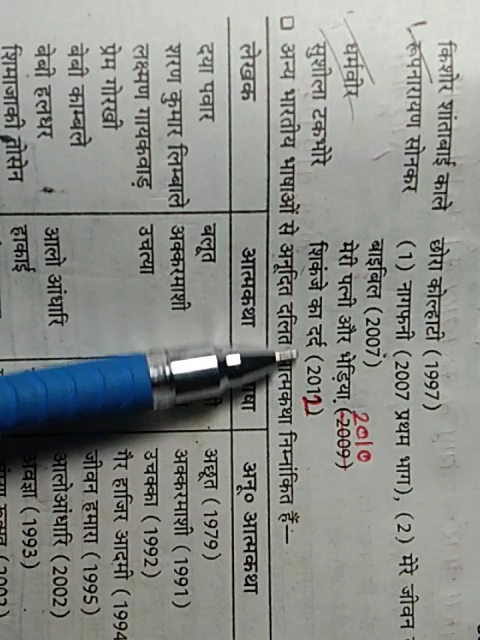 किशोर शांताबाई काले छोरा कोल्हाटी (1997)
रूपनारायण सोनकर (1) नागफनी (2007 प्रथम भाग), (2) मेरे जीवन
बाइबिल (2007)
धर्मवीर मेरी पत्नी और भेड़िया (2009) 2010
सुशीला टकभौरे शिकंजे का दर्द (2012)
□ अन्य भारतीय भाषाओं से अनूदित दलित आत्मकथा निम्नांकित हैं—
लेखक आत्मकथा अनू० आत्मकथा
दया पवार बलूत अछूत (1979)
शरण कुमार लिम्बाले अक्करमाशी अक्करमाशी (1991)
लक्ष्मण गायकवाड़ उचल्या उचक्का (1992)
प्रेम गोरखी गैर हाजिर आदमी (1994
बेबी काम्बले जीवन हमारा (1995)
बेबी हलधर आलो आंधारि आलोआंधारि (2002)
हाकाई (1993)